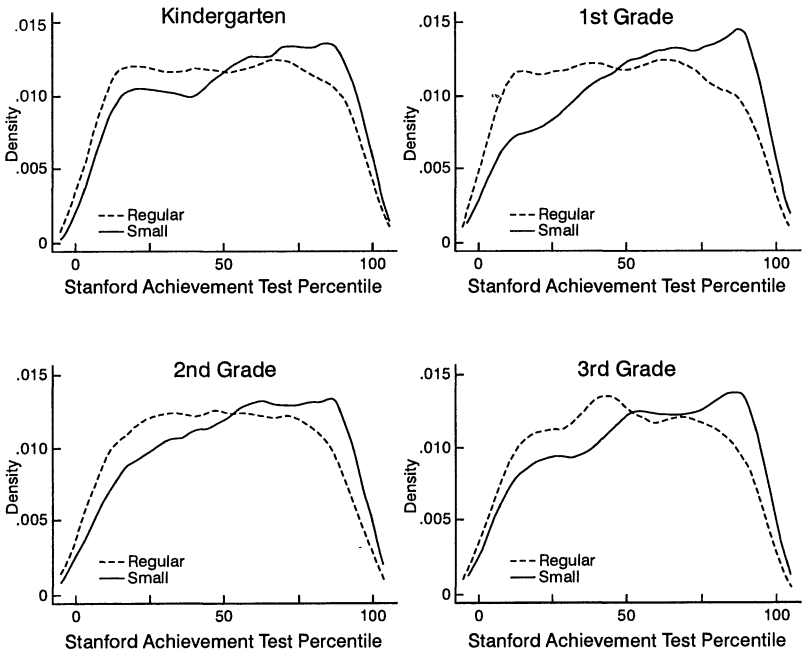 Kindergarten
.015
.010
.005
0
Density
Regular
Small
0 50 100
Stanford Achievement Test Percentile
1st Grade
.015
.010
.005
0
Density
Regular
Small
0 50 100
Stanford Achievement Test Percentile
2nd Grade
.015
.010
.005
0
Density
Regular
Small
0 50 100
Stanford Achievement Test Percentile
3rd Grade
.015
.010
.005
0
Density
Regular
Small
0 50 100
Stanford Achievement Test Percentile